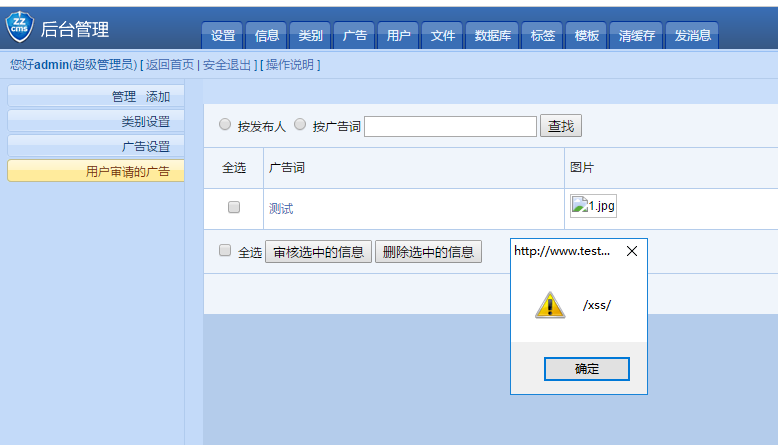 ZZ
cms
后台管理
设置 信息 类别 广告 用户 文件 数据库 标签 模板 清缓存 发消息
您好admin(超级管理员) [ 返回首页 | 安全退出 ] [ 操作说明 ]
管理 添加
类别设置
广告设置
用户审请的广告
按发布人 按广告词 查找
全选 广告词 图片
测试 1.jpg
全选 审核选中的信息 删除选中的信息
http://www.test...
/xss/
确定